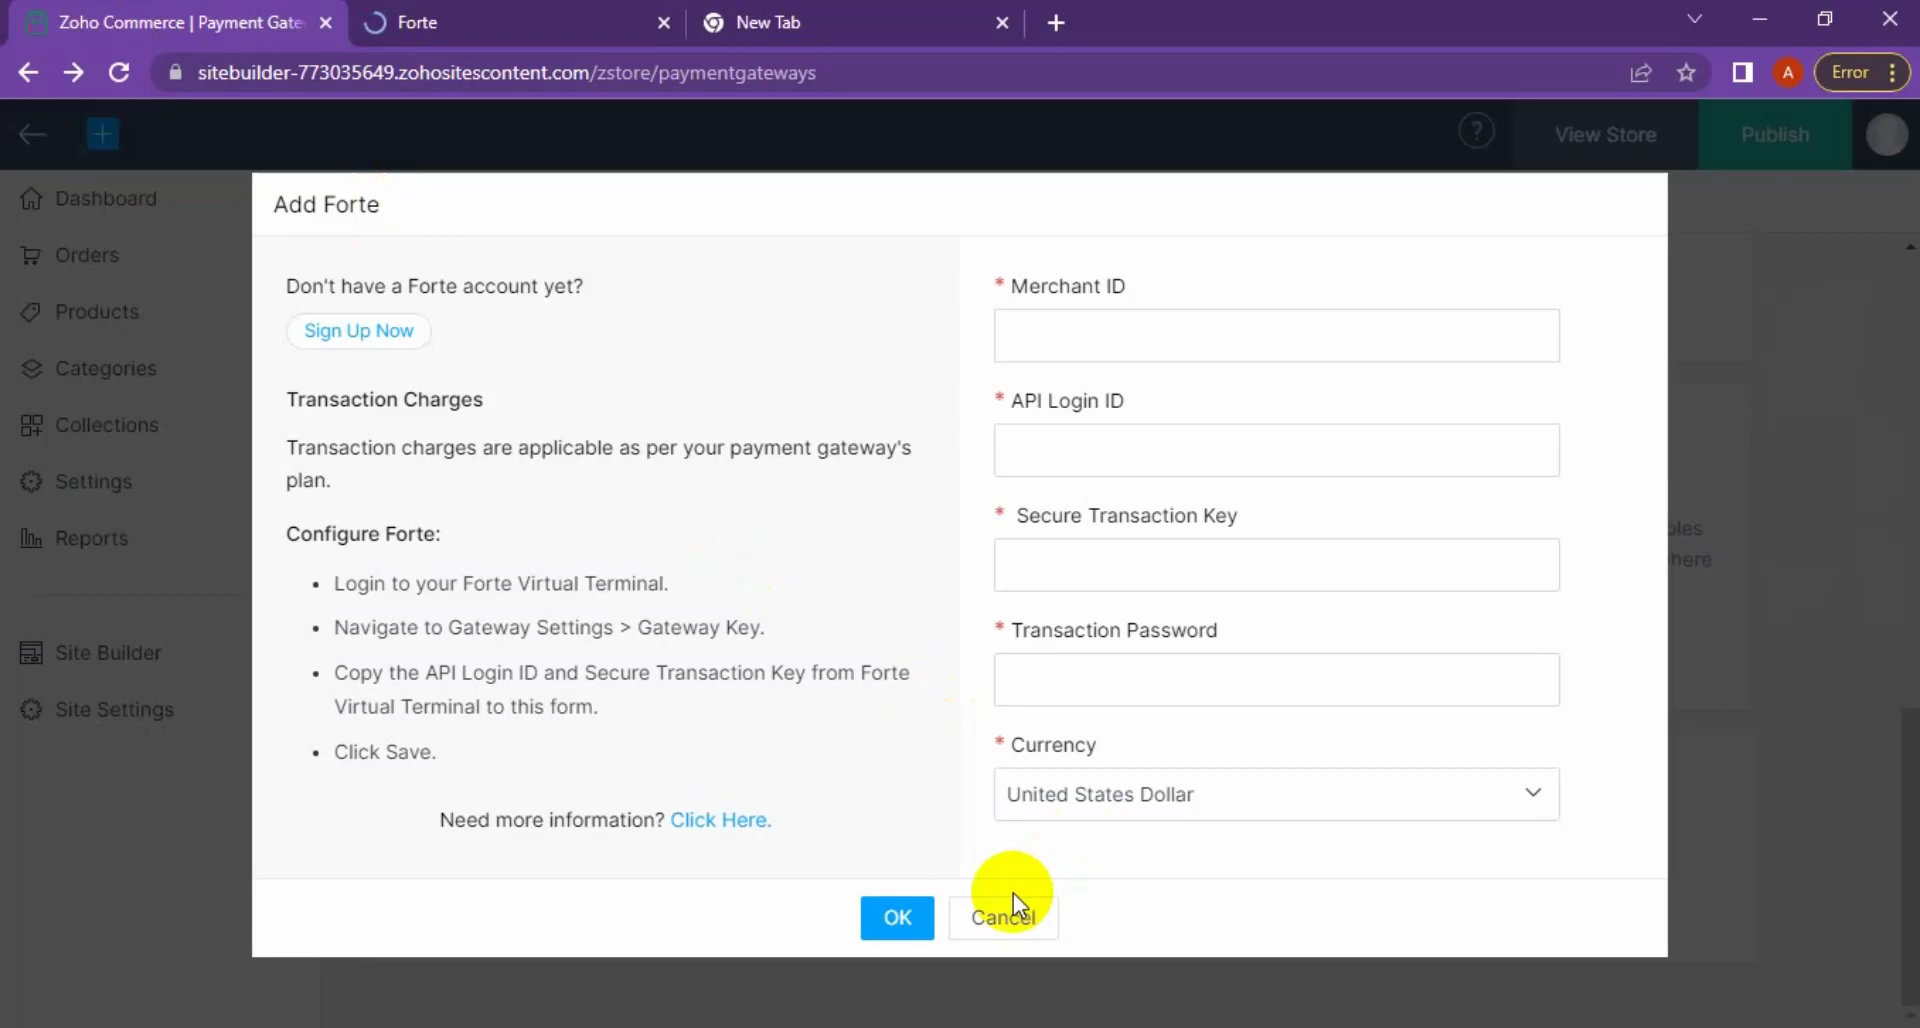 Zoho Commerce | Payment Gate
Forte
New Tab
sitebuilder-773035649.zohositescontent.com/zstore/paymentgateways
A
Error
View Store
Publish
Dashboard
Orders
Products
Categories
Collections
Settings
Reports
Site Builder
Site Settings
Add Forte
Don't have a Forte account yet?
Sign Up Now
Transaction Charges
Transaction charges are applicable as per your payment gateway's
plan.
Configure Forte:
• Login to your Forte Virtual Terminal.
• Navigate to Gateway Settings > Gateway Key.
• Copy the API Login ID and Secure Transaction Key from Forte
Virtual Terminal to this form.
• Click Save.
Need more information? Click Here.
* Merchant ID
* API Login ID
* Secure Transaction Key
* Transaction Password
* Currency
United States Dollar
OK
Cancel
here